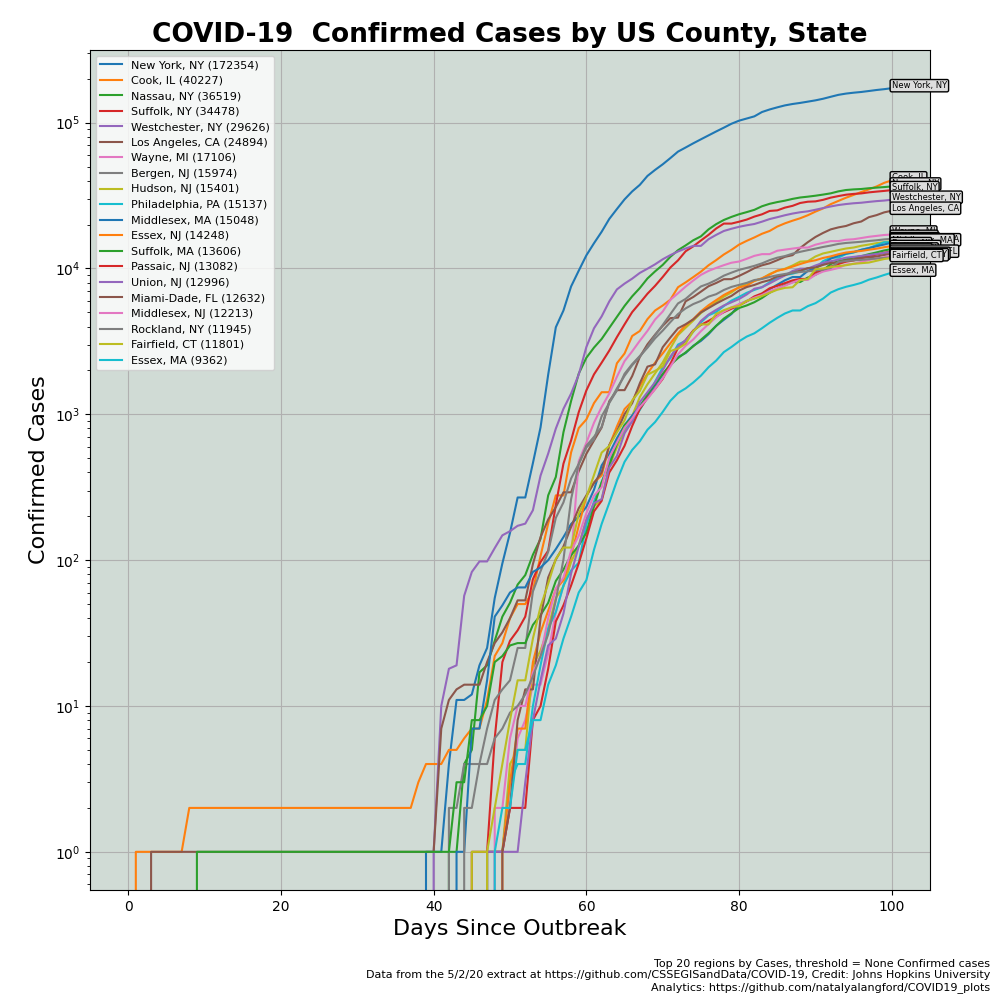 COVID-19  Confirmed Cases by US County, State
New York, NY (172354)
Cook, IL (40227)
Nassau, NY (36519)
Suffolk, NY (34478)
Westchester, NY (29626)
Los Angeles, CA (24894)
Wayne, MI (17106)
Bergen, NJ (15974)
Hudson, NJ (15401)
Philadelphia, PA (15137)
Middlesex, MA (15048)
Essex, NJ (14248)
Suffolk, MA (13606)
Passaic, NJ (13082)
Union, NJ (12996)
Miami-Dade, FL (12632)
Middlesex, NJ (12213)
Rockland, NY (11945)
Fairfield, CT (11801)
Essex, MA (9362)
New York, NY
Suffolk, NY
Westchester, NY
Los Angeles, CA
Fairfield, CT
Essex, MA
Confirmed Cases
10⁵
10⁴
10³
10²
10¹
10⁰
0 20 40 60 80 100
Days Since Outbreak
Top 20 regions by Cases, threshold = None Confirmed cases
Data from the 5/2/20 extract at https://github.com/CSSEGISandData/COVID-19, Credit: Johns Hopkins University
Analytics: https://github.com/natalyalangford/COVID19_plots